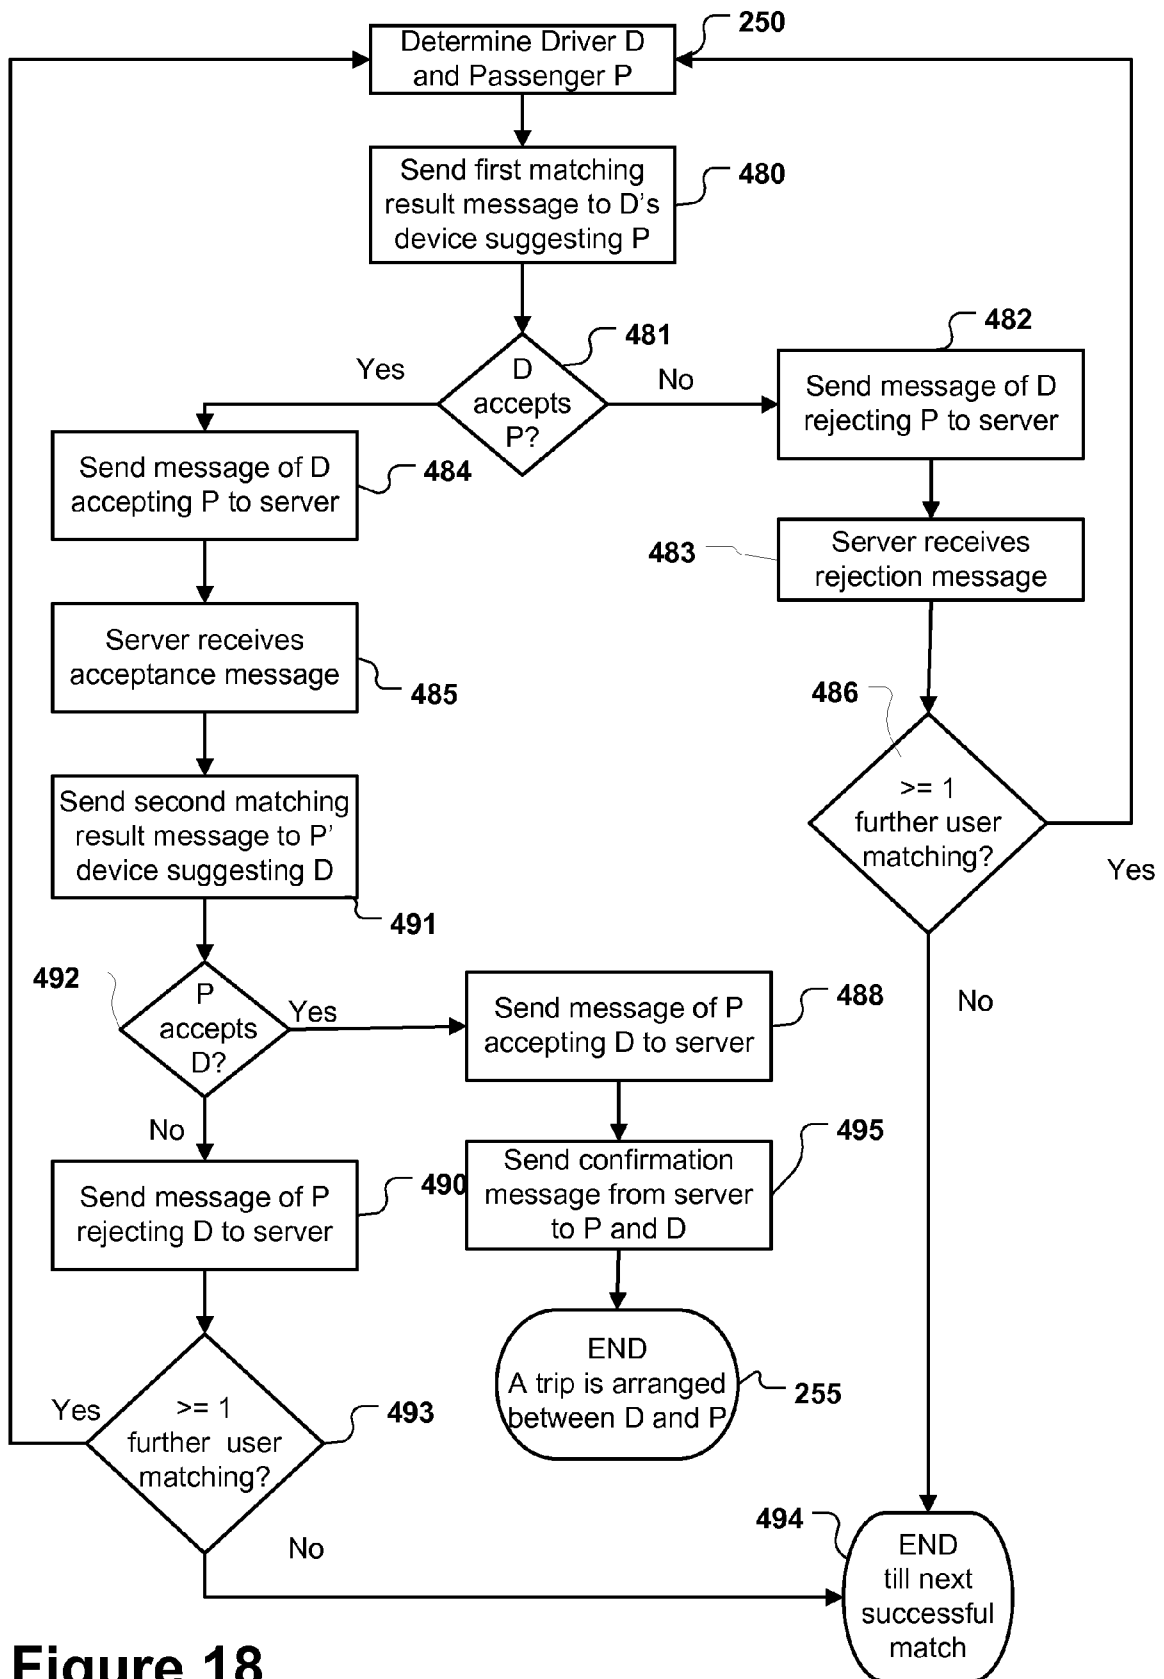 250
Determine Driver D
and Passenger P
480
Send first matching
result message to D's
device suggesting P
481
D
accepts
P?
Yes
No
482
Send message of D
rejecting P to server
Send message of D
accepting P to server
484
483
Server receives
rejection message
Server receives
acceptance message
485
486
>= 1
further user
matching?
Yes
No
Send second matching
result message to P'
device suggesting D
491
492
P
accepts
D?
Yes
No
Send message of P
accepting D to server
488
Send confirmation
message from server
to P and D
495
Send message of P
rejecting D to server
490
END
A trip is arranged
between D and P
255
>= 1
further user
matching?
Yes
493
No
494
END
till next
successful
match
Figure 18